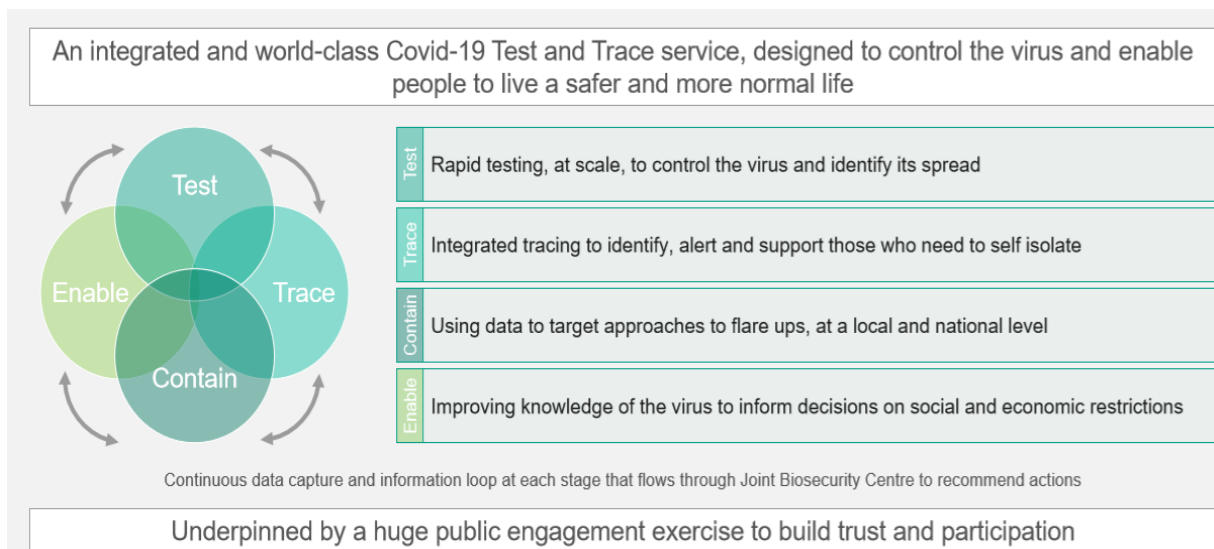 An integrated and world-class Covid-19 Test and Trace service, designed to control the virus and enable
people to live a safer and more normal life
Test
Enable
Trace
Contain
Test
Rapid testing, at scale, to control the virus and identify its spread
Trace
Integrated tracing to identify, alert and support those who need to self isolate
Contain
Using data to target approaches to flare ups, at a local and national level
Enable
Improving knowledge of the virus to inform decisions on social and economic restrictions
Continuous data capture and information loop at each stage that flows through Joint Biosecurity Centre to recommend actions
Underpinned by a huge public engagement exercise to build trust and participation